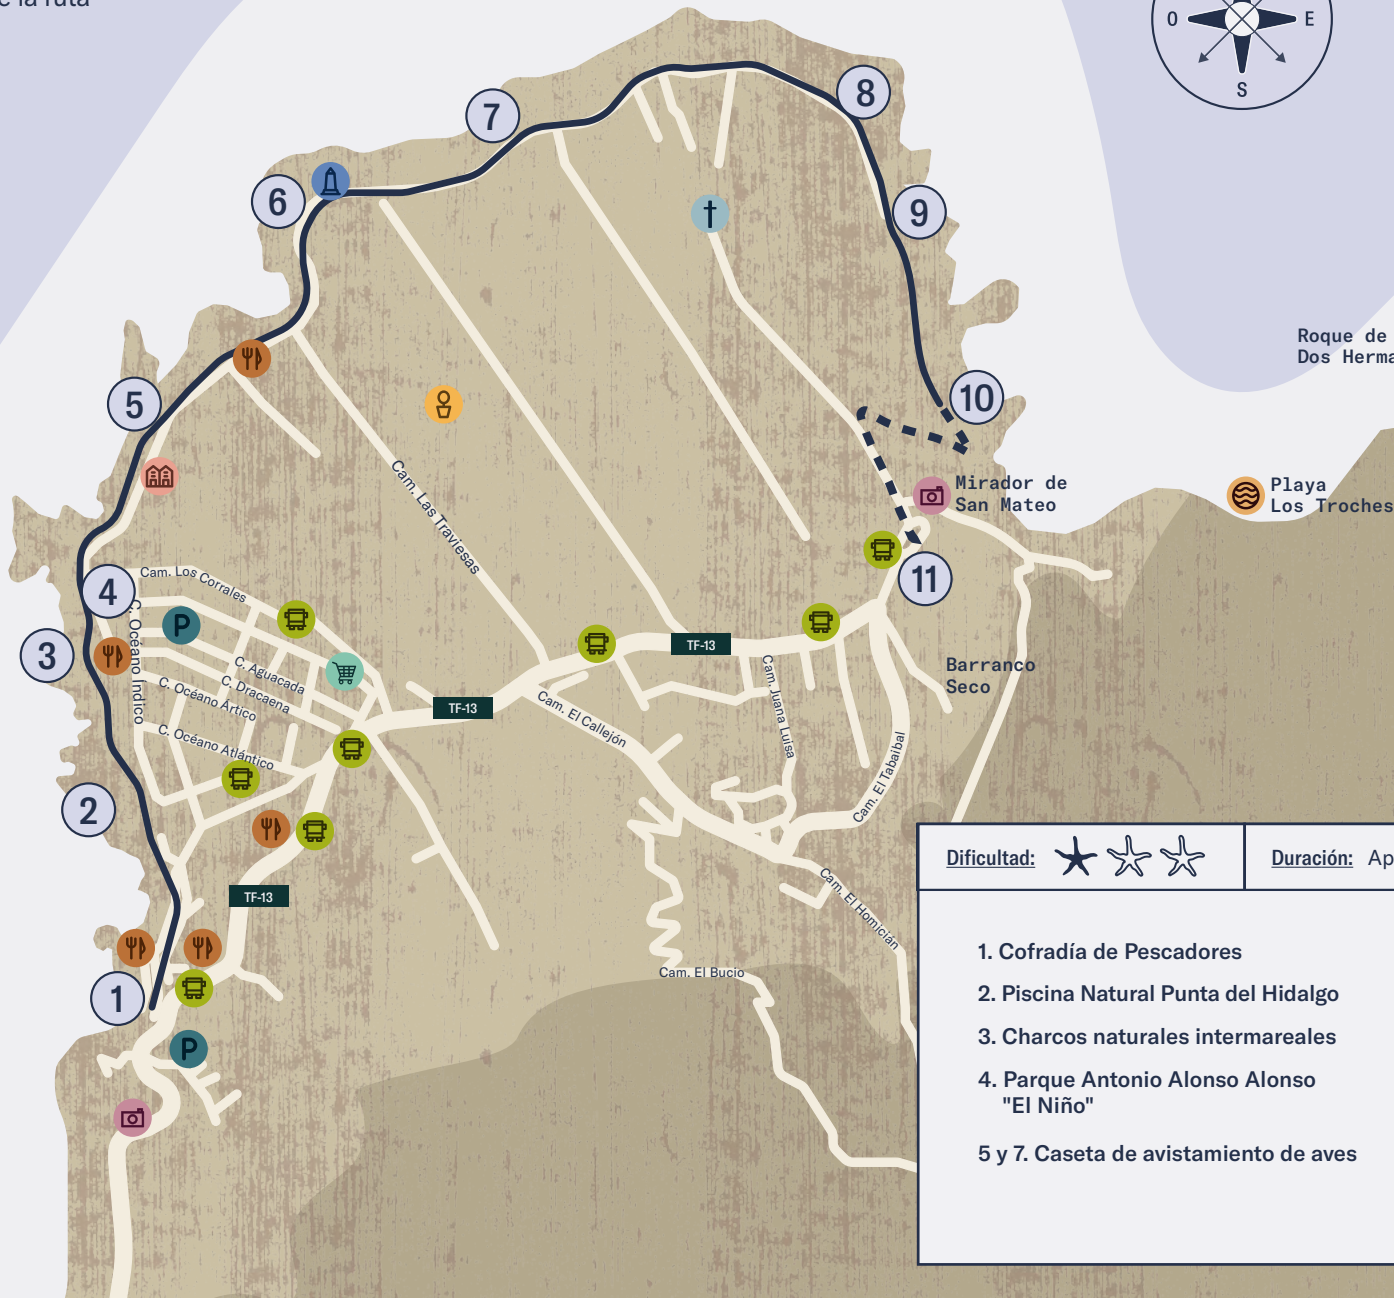 e la ruta
O
E
S
8
7
6
9
Roque de
Dos Herma
5
10
Mirador de
San Mateo
Playa
Los Troches
Cam. Las Traviesas
11
4
Cam. Los Corrales
P
3
C. Océano Índico
C. Aguacada
C. Dracaena
C. Océano Ártico
C. Océano Atlántico
TF-13
TF-13
Cam. El Callejón
Cam. Juana Luisa
Barranco
Seco
Cam. El Tabaibal
2
TF-13
Cam. El Homicián
Cam. El Bucio
1
P
Dificultad:
Duración: Ap
1. Cofradía de Pescadores
2. Piscina Natural Punta del Hidalgo
3. Charcos naturales intermareales
4. Parque Antonio Alonso Alonso
"El Niño"
5 y 7. Caseta de avistamiento de aves